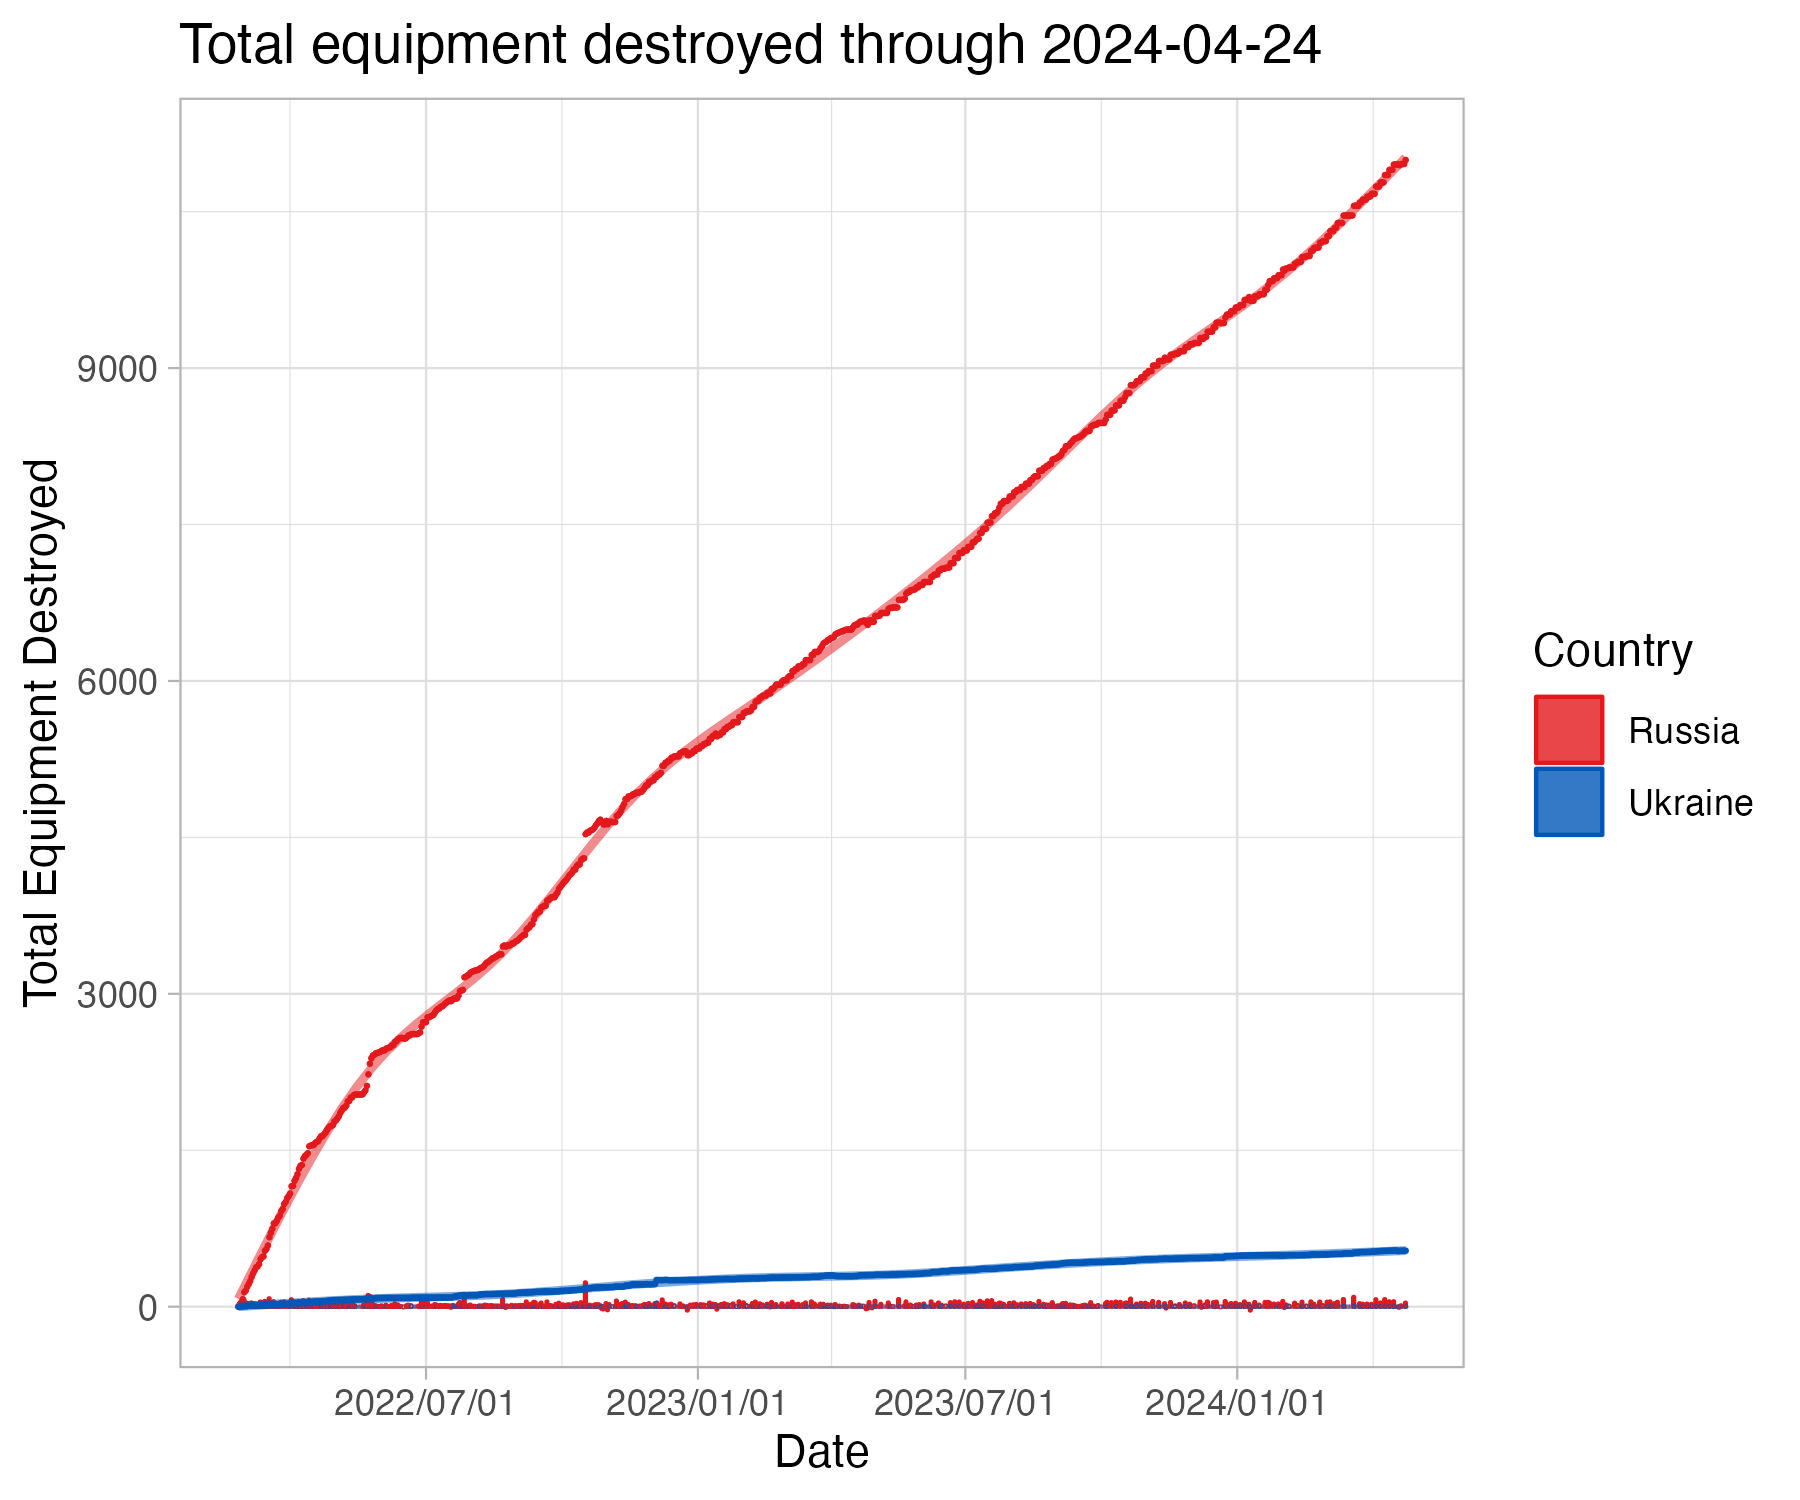 Total equipment destroyed through 2024-04-24
Total Equipment Destroyed
9000
6000
3000
0
2022/07/01
2023/01/01
2023/07/01
2024/01/01
Date
Country
Russia
Ukraine